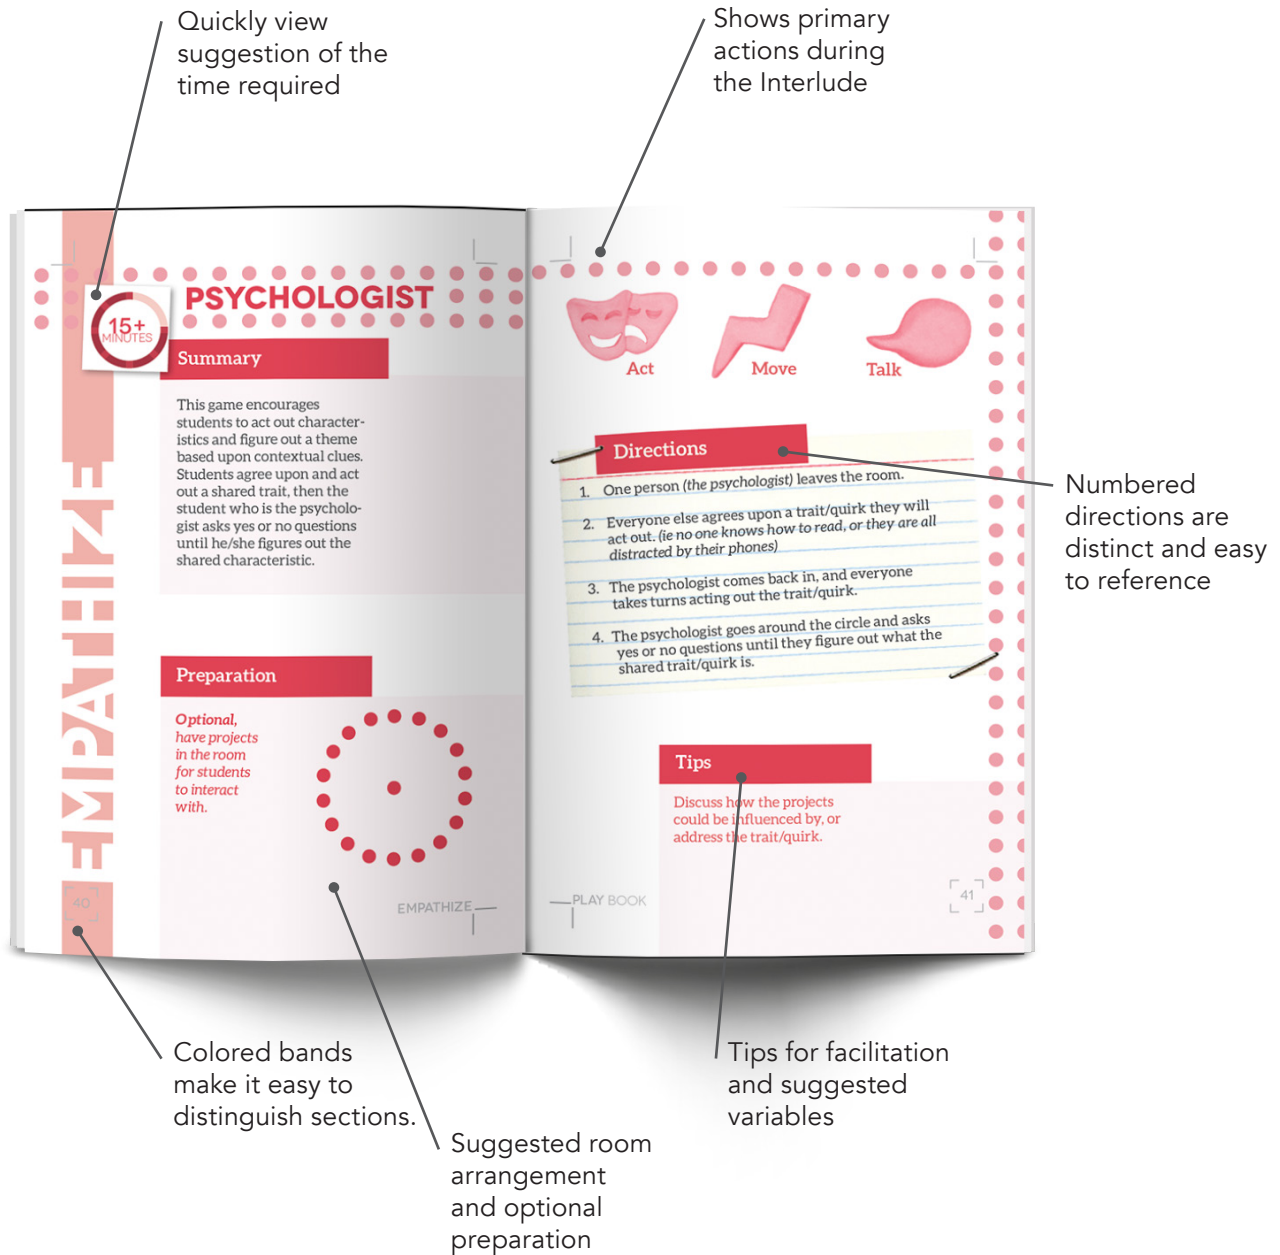 Quickly view
suggestion of the
time required
Shows primary
actions during
the Interlude
15+
MINUTES
PSYCHOLOGIST
Summary
This game encourages
students to act out character-
istics and figure out a theme
based upon contextual clues.
Students agree upon and act
out a shared trait, then the
student who is the psycholo-
gist asks yes or no questions
until he/she figures out the
shared characteristic.
EMPATHIZE
Preparation
Optional,
have projects
in the room
for students
to interact
with.
40
EMPATHIZE
Act
Move
Talk
Directions
1. One person (the psychologist) leaves the room.
2. Everyone else agrees upon a trait/quirk they will
act out. (ie no one knows how to read, or they are all
distracted by their phones)
3. The psychologist comes back in, and everyone
takes turns acting out the trait/quirk.
4. The psychologist goes around the circle and asks
yes or no questions until they figure out what the
shared trait/quirk is.
Tips
Discuss how the projects
could be influenced by, or
address the trait/quirk.
PLAY BOOK
41
Numbered
directions are
distinct and easy
to reference
Colored bands
make it easy to
distinguish sections.
Suggested room
arrangement
and optional
preparation
Tips for facilitation
and suggested
variables